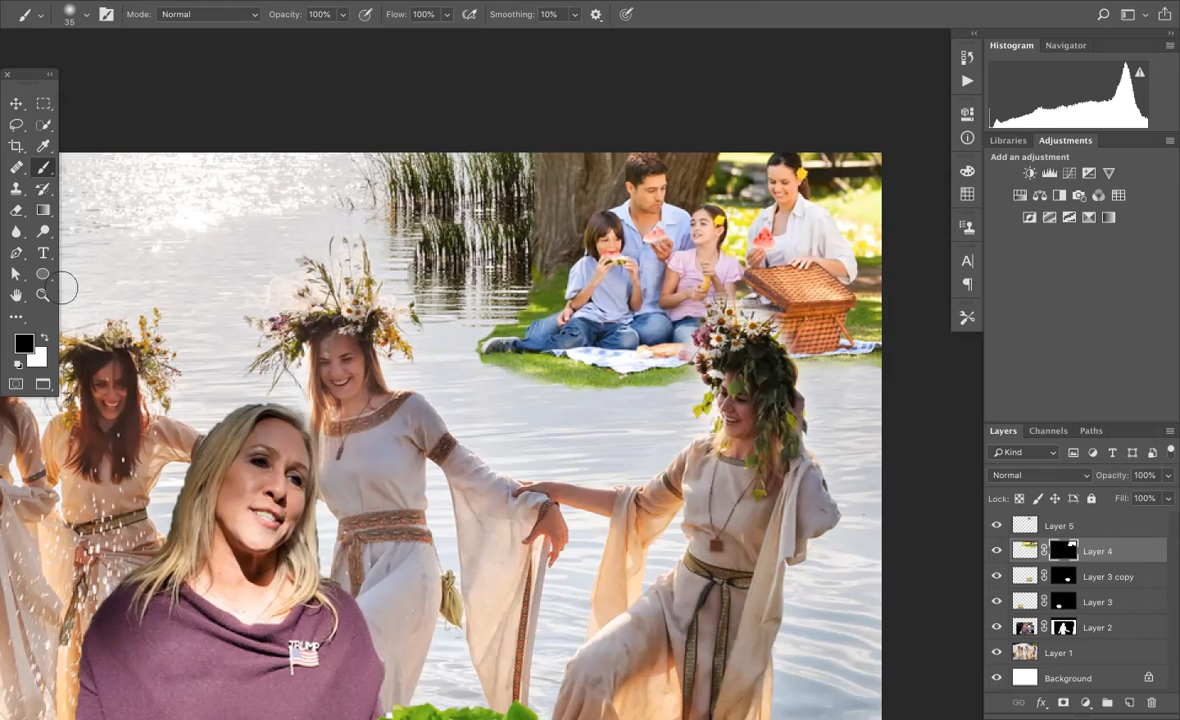 35
Mode: Normal
Opacity: 100%
Flow: 100%
Smoothing: 10%
Histogram
Navigator
Libraries
Adjustments
Add an adjustment
Layers
Channels
Paths
Kind
Normal
Opacity: 100%
Lock:
Fill: 100%
Layer 5
Layer 4
Layer 3 copy
Layer 3
Layer 2
Layer 1
Background
TRUMP